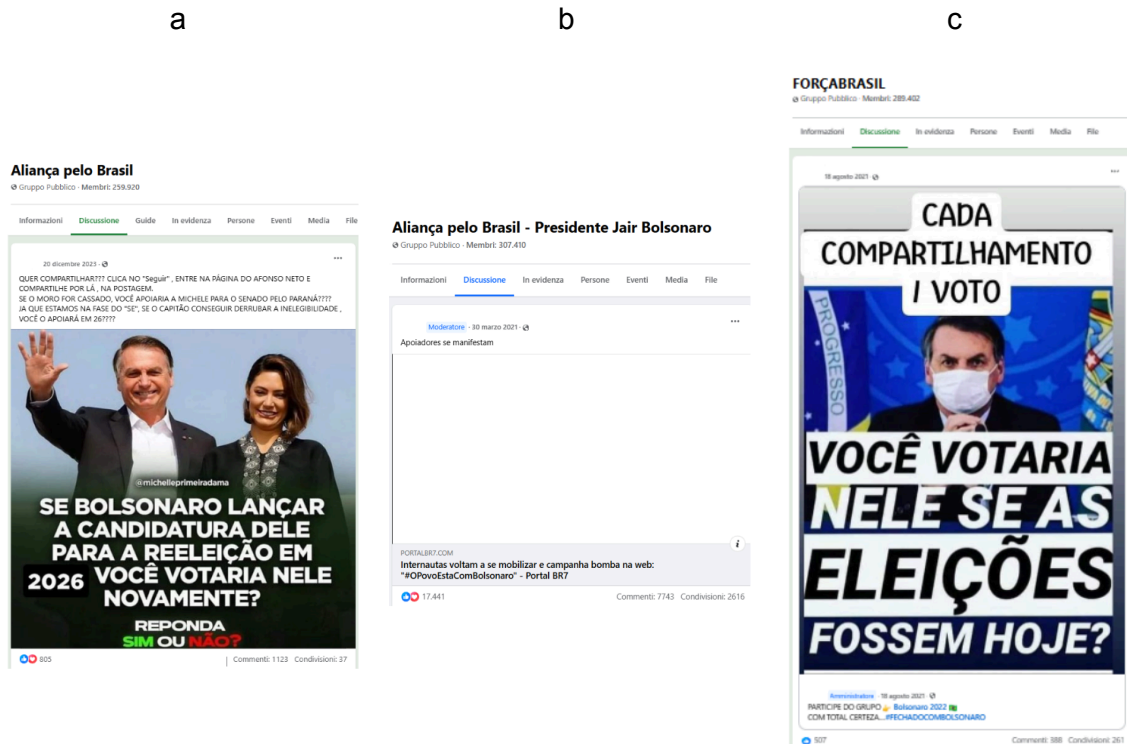 a
b
c
Aliança pelo Brasil
Gruppo Pubblico · Membri: 259.920
Informazioni Discussione Guide In evidenza Persone Eventi Media File
20 dicembre 2023 ·
QUER COMPARTILHAR??? CLICA NO "Seguir" , ENTRE NA PÁGINA DO AFONSO NETO E
COMPARTILHE POR LÁ , NA POSTAGEM.
SE O MORO FOR CASSADO, VOCÊ APOIARIA A MICHELE PARA O SENADO PELO PARANÁ????
JA QUE ESTAMOS NA FASE DO "SE", SE O CAPITÃO CONSEGUIR DERRUBAR A INELEGIBILIDADE ,
VOCÊ O APOIARÁ EM 26????
@michelleprimeiradama
SE BOLSONARO LANÇAR
A CANDIDATURA DELE
PARA A REELEIÇÃO EM
2026 VOCÊ VOTARIA NELE
NOVAMENTE?
REPONDA
SIM OU NÃO?
805 Commenti: 1123 Condivisioni: 37
Aliança pelo Brasil - Presidente Jair Bolsonaro
Gruppo Pubblico · Membri: 307.410
Informazioni Discussione In evidenza Persone Eventi Media File
Moderatore · 30 marzo 2021 ·
Apoiadores se manifestam
PORTALBR7.COM
Internautas voltam a se mobilizar e campanha bomba na web:
"#OPovoEstaComBolsonaro" - Portal BR7
17.441 Commenti: 7743 Condivisioni: 2616
FORÇABRASIL
Gruppo Pubblico · Membri: 289.402
Informazioni Discussione In evidenza Persone Eventi Media File
18 agosto 2021 ·
CADA
COMPARTILHAMENTO
1 VOTO
PROGRESSO
VOCÊ VOTARIA
NELE SE AS
ELEIÇÕES
FOSSEM HOJE?
Amministratore · 18 agosto 2021 ·
PARTICIPE DO GRUPO 👉 Bolsonaro 2022 🇧🇷
COM TOTAL CERTEZA...#FECHADOCOMBOLSONARO
507 Commenti: 388 Condivisioni: 261